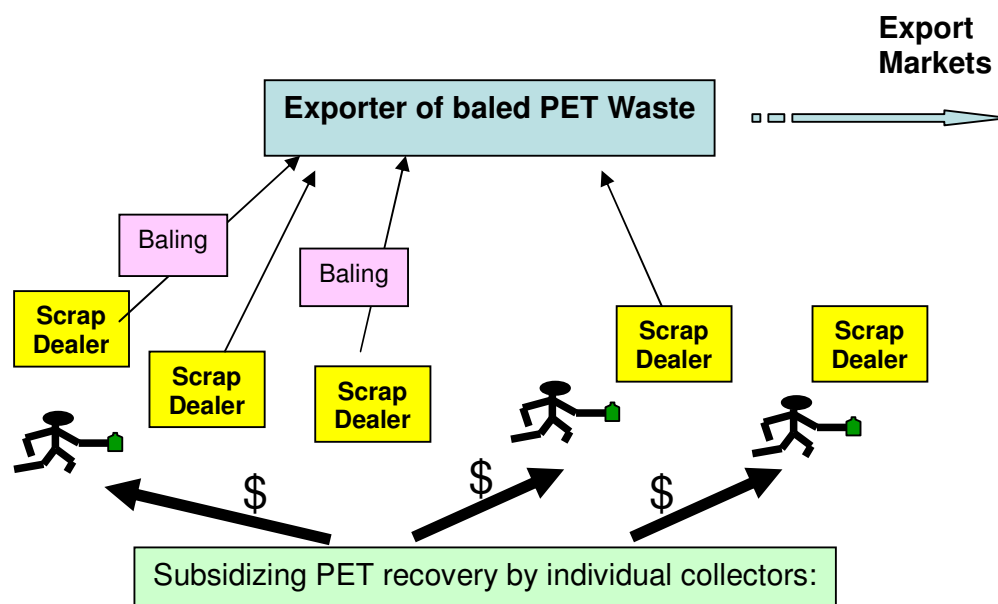 Export
Markets
Exporter of baled PET Waste
Baling
Baling
Scrap
Dealer
Scrap
Dealer
Scrap
Dealer
Scrap
Dealer
Scrap
Dealer
$
$
$
Subsidizing PET recovery by individual collectors: